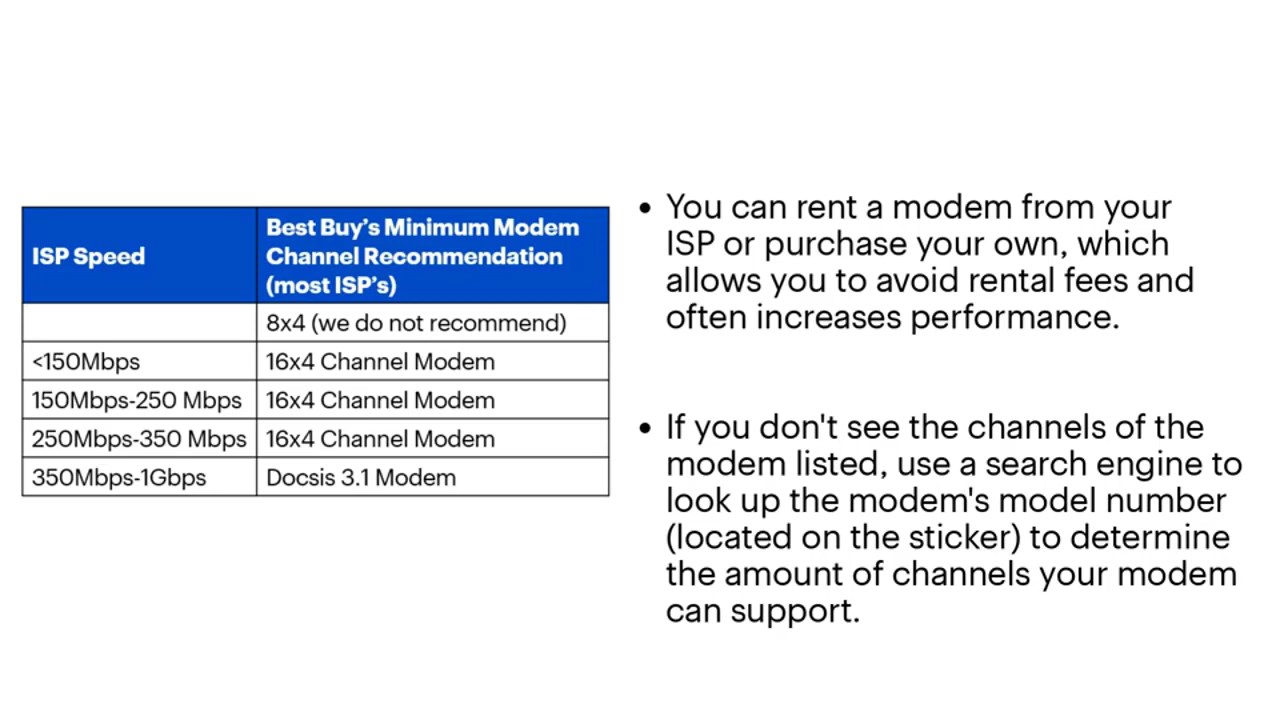 ISP Speed
Best Buy’s Minimum Modem
Channel Recommendation
(most ISP’s)
8x4 (we do not recommend)
<150Mbps
16x4 Channel Modem
150Mbps-250 Mbps
16x4 Channel Modem
250Mbps-350 Mbps
16x4 Channel Modem
350Mbps-1Gbps
Docsis 3.1 Modem
• You can rent a modem from your
ISP or purchase your own, which
allows you to avoid rental fees and
often increases performance.
• If you don't see the channels of the
modem listed, use a search engine to
look up the modem's model number
(located on the sticker) to determine
the amount of channels your modem
can support.